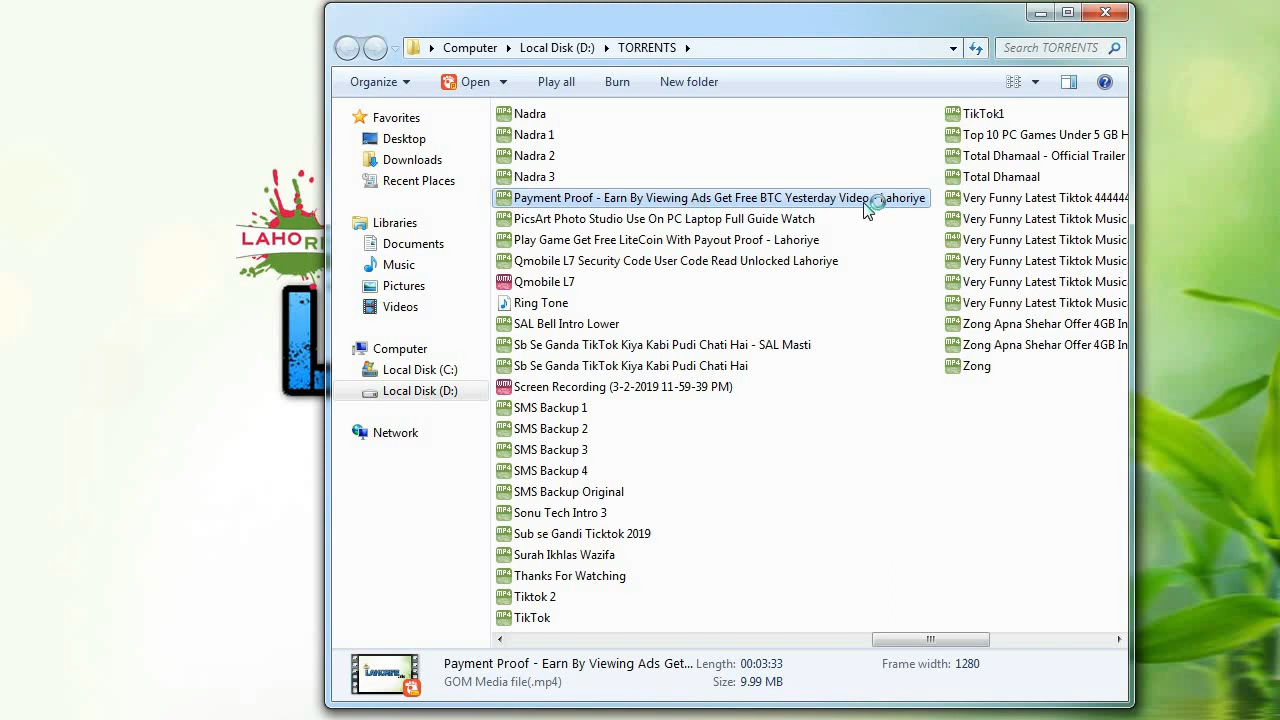 Computer Local Disk (D:) TORRENTS Search TORRENTS
Organize Open Play all Burn New folder
Favorites
Desktop
Downloads
Recent Places
Libraries
Documents
Music
Pictures
Videos
Computer
Local Disk (C:)
Local Disk (D:)
Network
Nadra
Nadra 1
Nadra 2
Nadra 3
Payment Proof - Earn By Viewing Ads Get Free BTC Yesterday Video Lahoriye
PicsArt Photo Studio Use On PC Laptop Full Guide Watch
Play Game Get Free LiteCoin With Payout Proof - Lahoriye
Qmobile L7 Security Code User Code Read Unlocked Lahoriye
Qmobile L7
Ring Tone
SAL Bell Intro Lower
Sb Se Ganda TikTok Kiya Kabi Pudi Chati Hai - SAL Masti
Sb Se Ganda TikTok Kiya Kabi Pudi Chati Hai
Screen Recording (3-2-2019 11-59-39 PM)
SMS Backup 1
SMS Backup 2
SMS Backup 3
SMS Backup 4
SMS Backup Original
Sonu Tech Intro 3
Sub se Gandi Ticktok 2019
Surah Ikhlas Wazifa
Thanks For Watching
Tiktok 2
TikTok
TikTok1
Top 10 PC Games Under 5 GB H
Total Dhamaal - Official Trailer
Total Dhamaal
Very Funny Latest Tiktok 444444
Very Funny Latest Tiktok Music
Very Funny Latest Tiktok Music
Very Funny Latest Tiktok Music
Very Funny Latest Tiktok Music
Very Funny Latest Tiktok Music
Zong Apna Shehar Offer 4GB In
Zong Apna Shehar Offer 4GB In
Zong
Payment Proof - Earn By Viewing Ads Get... Length: 00:03:33 Frame width: 1280
GOM Media file(.mp4) Size: 9.99 MB
LAHORI
L